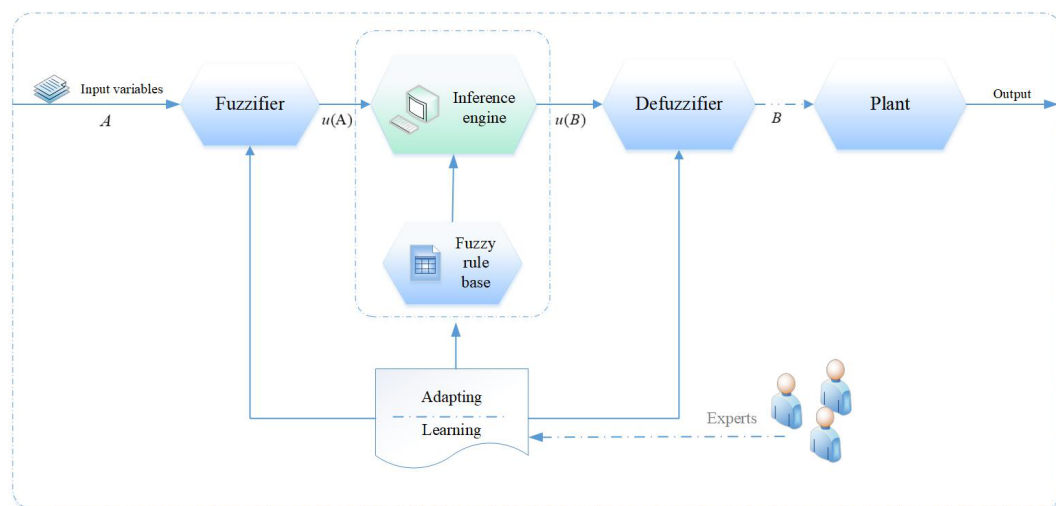 Input variables
A
Fuzzifier
u(A)
Inference
engine
u(B)
Defuzzifier
B
Plant
Output
Fuzzy
rule
base
Adapting
Learning
Experts